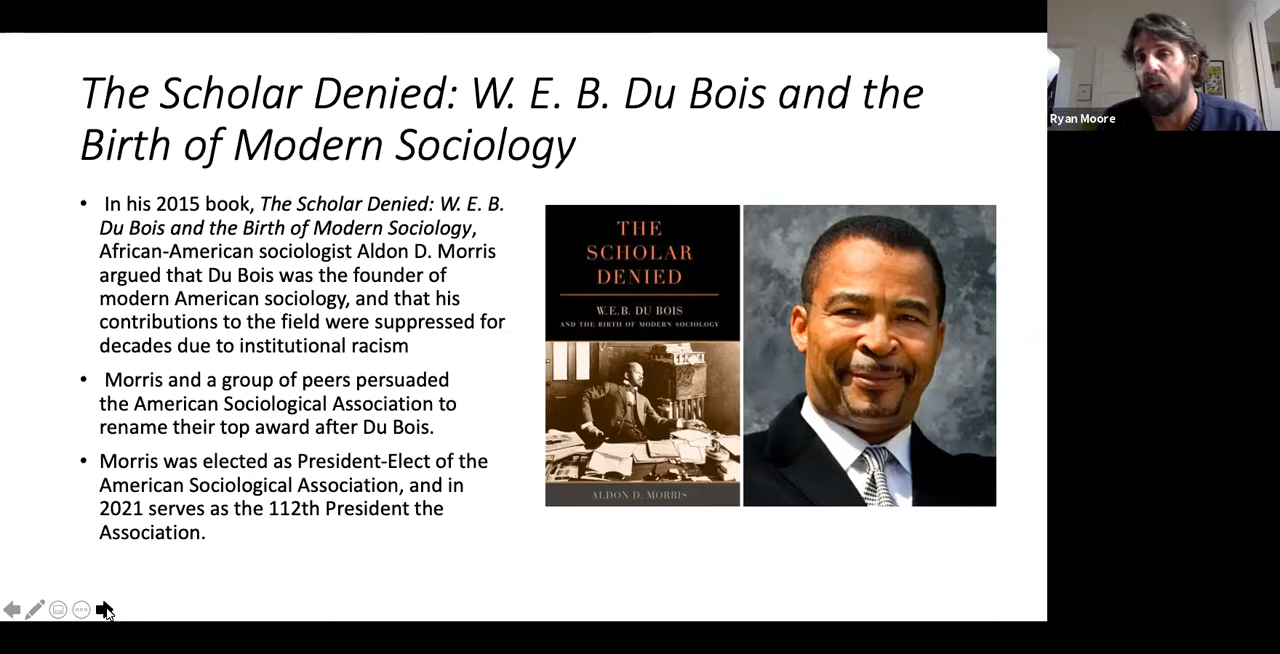 The Scholar Denied: W. E. B. Du Bois and the
Birth of Modern Sociology
• In his 2015 book, The Scholar Denied: W. E. B.
Du Bois and the Birth of Modern Sociology,
African-American sociologist Aldon D. Morris
argued that Du Bois was the founder of
modern American sociology, and that his
contributions to the field were suppressed for
decades due to institutional racism
• Morris and a group of peers persuaded
the American Sociological Association to
rename their top award after Du Bois.
• Morris was elected as President-Elect of the
American Sociological Association, and in
2021 serves as the 112th President the
Association.
THE
SCHOLAR
DENIED
W.E.B. DU BOIS
AND THE BIRTH OF MODERN SOCIOLOGY
ALDON D. MORRIS
Ryan Moore